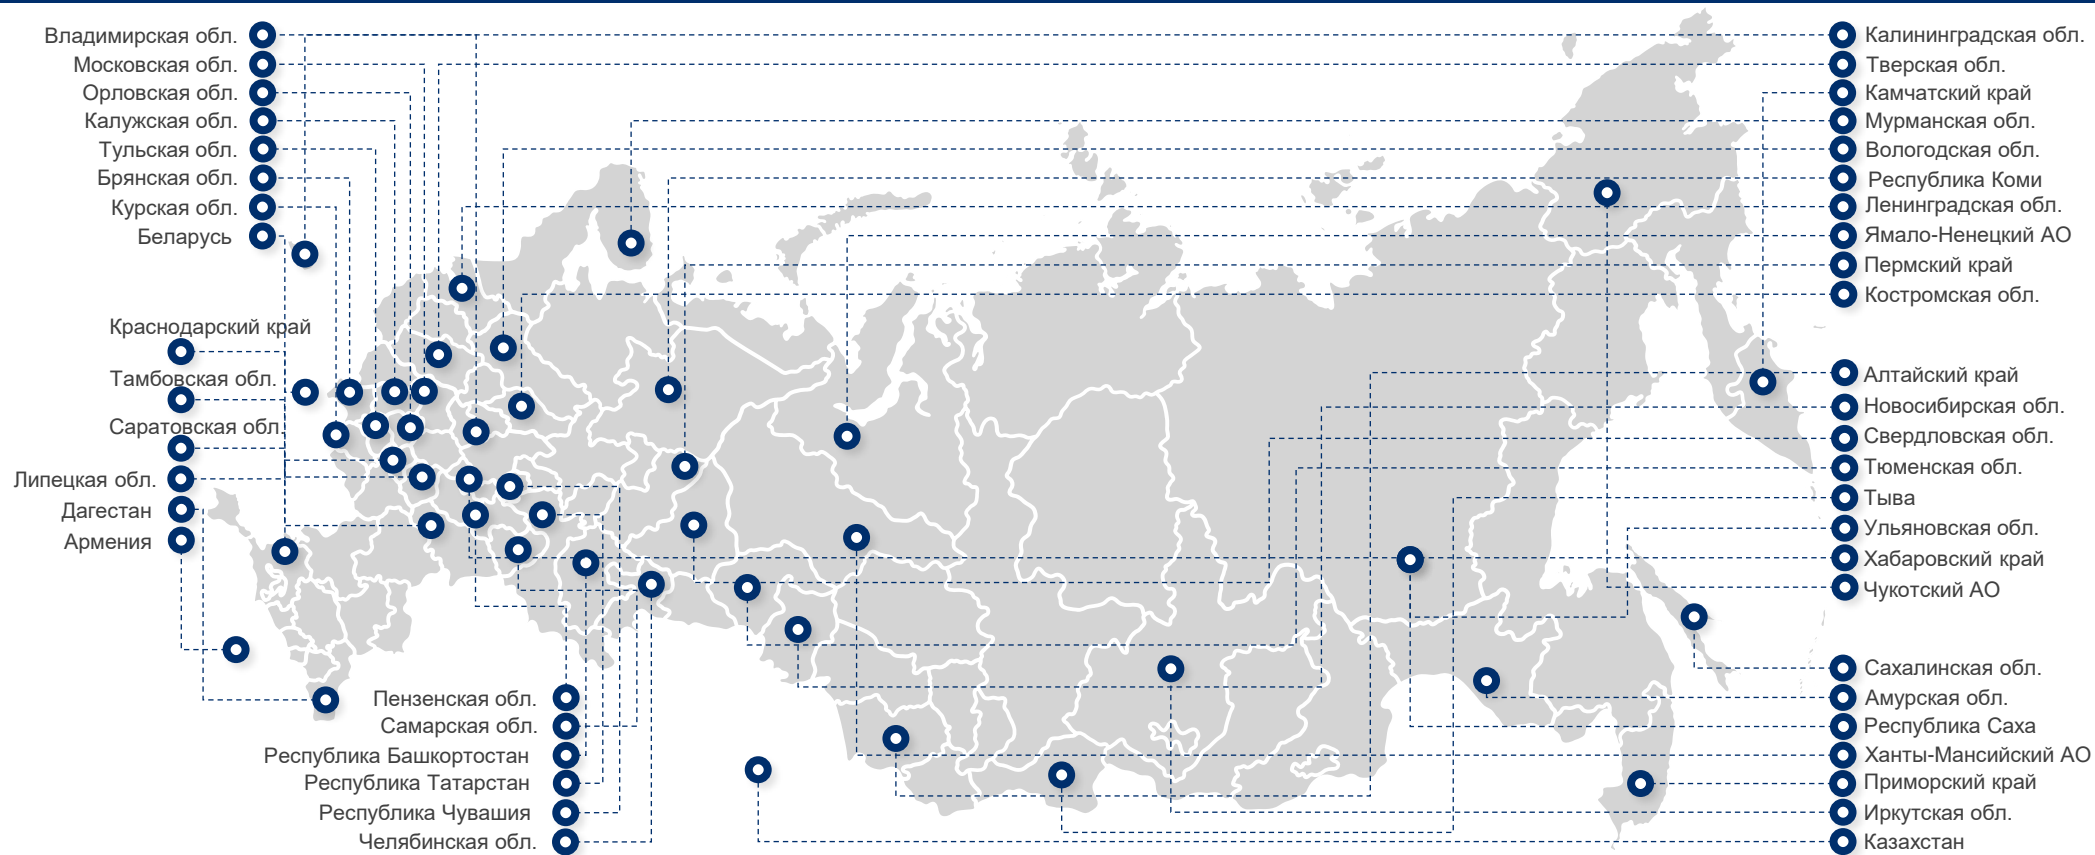 Владимирская обл.
Московская обл.
Орловская обл.
Калужская обл.
Тульская обл.
Брянская обл.
Курская обл.
Беларусь
Краснодарский край
Тамбовская обл.
Саратовская обл.
Липецкая обл.
Дагестан
Армения
Пензенская обл.
Самарская обл.
Республика Башкортостан
Республика Татарстан
Республика Чувашия
Челябинская обл.
Калининградская обл.
Тверская обл.
Камчатский край
Мурманская обл.
Вологодская обл.
Республика Коми
Ленинградская обл.
Ямало-Ненецкий АО
Пермский край
Костромская обл.
Алтайский край
Новосибирская обл.
Свердловская обл.
Тюменская обл.
Тыва
Ульяновская обл.
Хабаровский край
Чукотский АО
Сахалинская обл.
Амурская обл.
Республика Саха
Ханты-Мансийский АО
Приморский край
Иркутская обл.
Казахстан